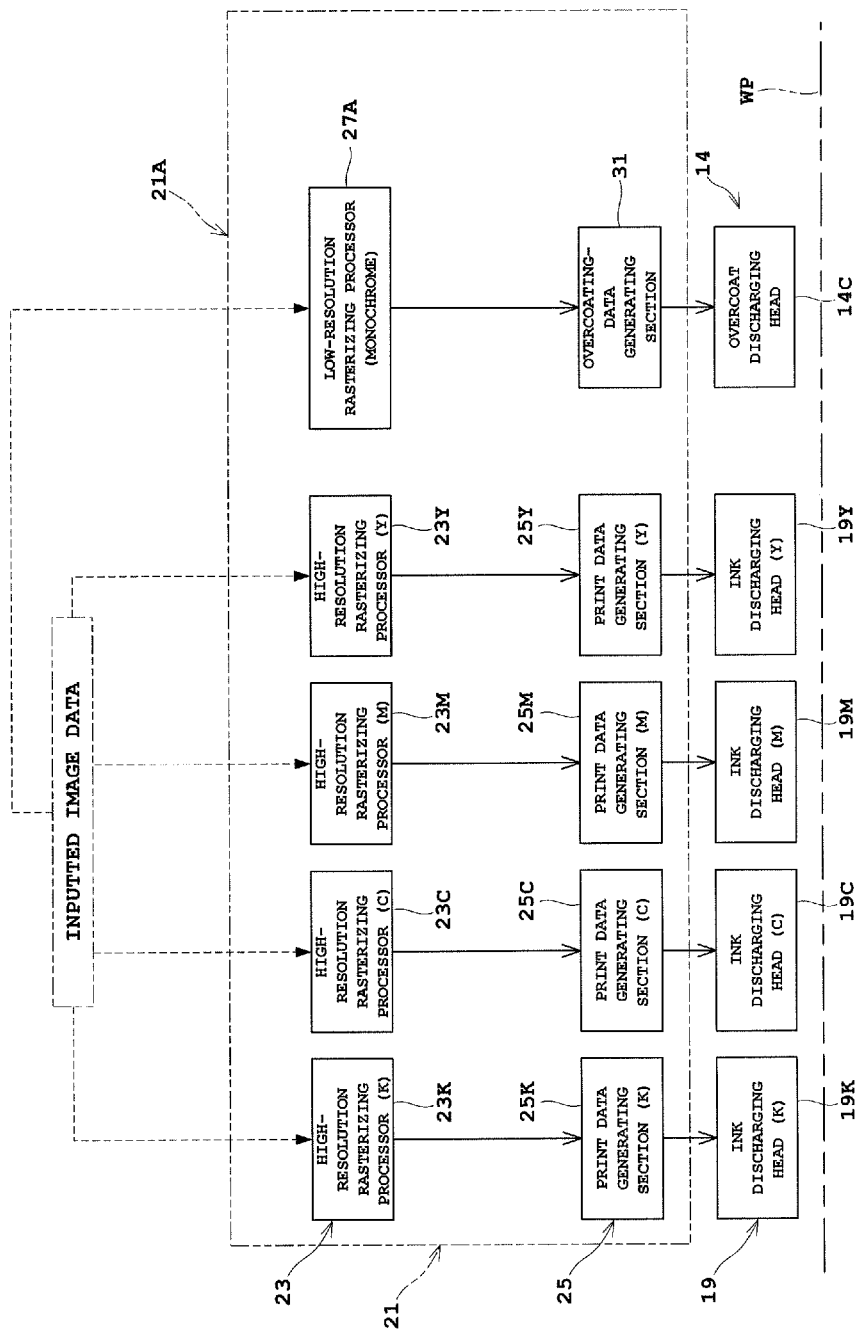 INPUTTED IMAGE DATA
21A
HIGH-
RESOLUTION
RASTERIZING
PROCESSOR (K)
HIGH-
RESOLUTION
RASTERIZING
PROCESSOR (C)
HIGH-
RESOLUTION
RASTERIZING
PROCESSOR (M)
HIGH-
RESOLUTION
RASTERIZING
PROCESSOR (Y)
LOW-RESOLUTION
RASTERIZING PROCESSOR
(MONOCHROME)
23
23K
23C
23M
23Y
27A
21
25K
25C
25M
25Y
31
PRINT DATA
GENERATING
SECTION (K)
PRINT DATA
GENERATING
SECTION (C)
PRINT DATA
GENERATING
SECTION (M)
PRINT DATA
GENERATING
SECTION (Y)
OVERCOATING-
DATA
GENERATING
SECTION
25
14
INK
DISCHARGING
HEAD (K)
INK
DISCHARGING
HEAD (C)
INK
DISCHARGING
HEAD (M)
INK
DISCHARGING
HEAD (Y)
OVERCOAT
DISCHARGING
HEAD
WP
19
19K
19C
19M
19Y
14C